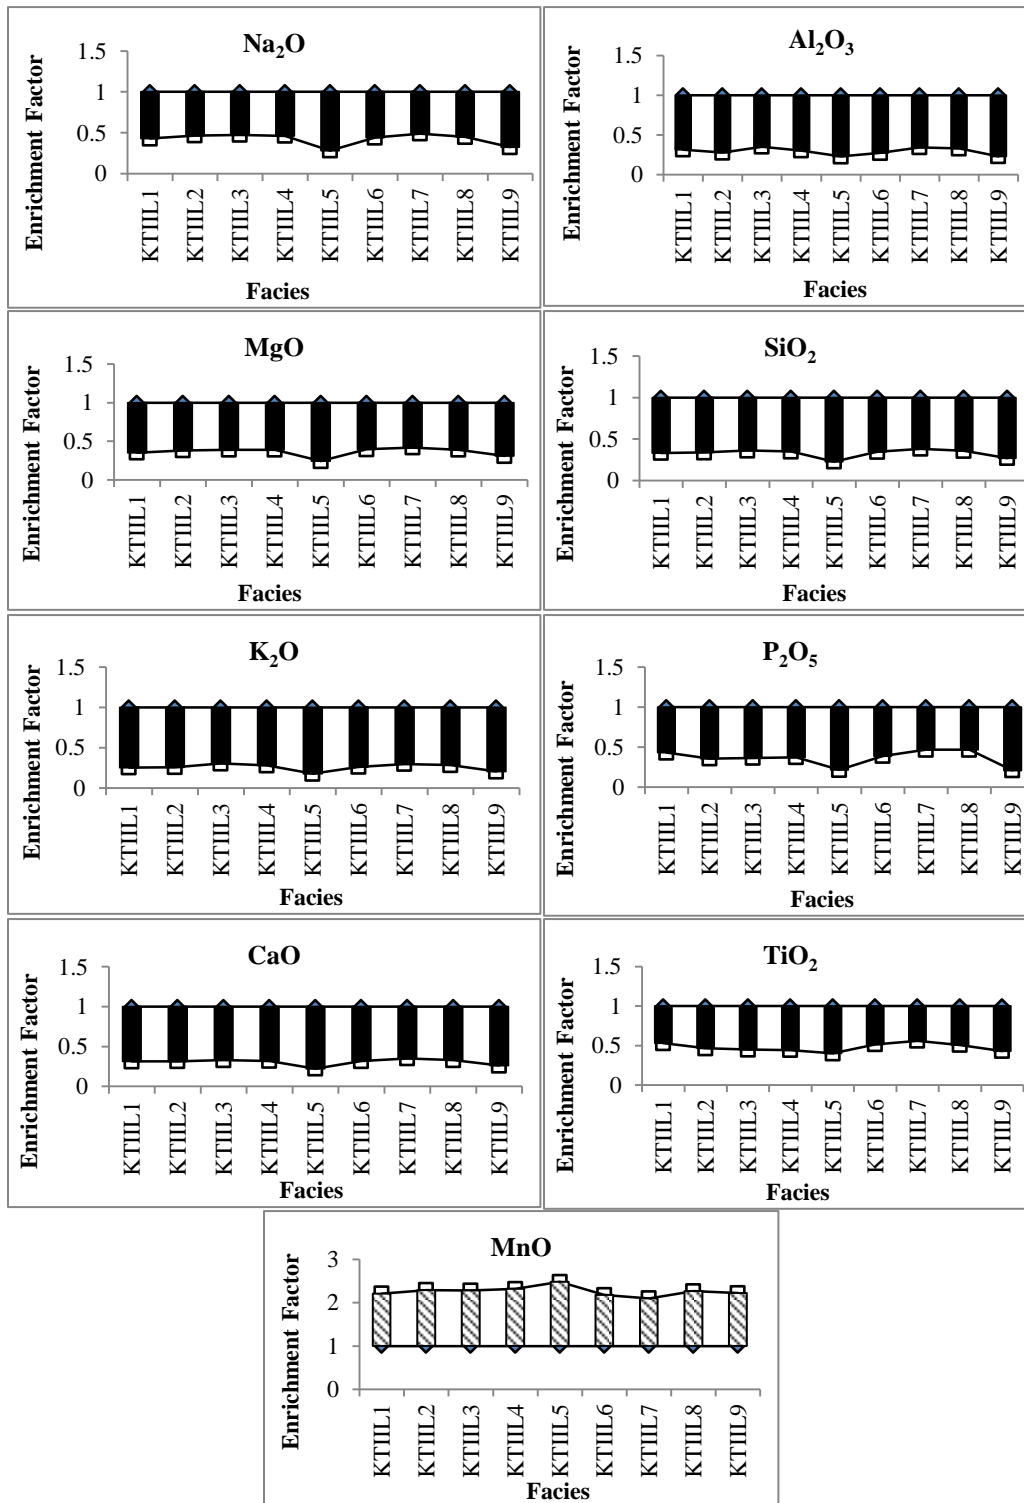 Na₂O
Enrichment Factor
1.5
1
0.5
0
KTIIL1
KTIIL2
KTIIL3
KTIIL4
KTIIL5
KTIIL6
KTIIL7
KTIIL8
KTIIL9
Facies
Al₂O₃
Enrichment Factor
1.5
1
0.5
0
KTIIL1
KTIIL2
KTIIL3
KTIIL4
KTIIL5
KTIIL6
KTIIL7
KTIIL8
KTIIL9
Facies
MgO
Enrichment Factor
1.5
1
0.5
0
KTIIL1
KTIIL2
KTIIL3
KTIIL4
KTIIL5
KTIIL6
KTIIL7
KTIIL8
KTIIL9
Facies
SiO₂
Enrichment Factor
1.5
1
0.5
0
KTIIL1
KTIIL2
KTIIL3
KTIIL4
KTIIL5
KTIIL6
KTIIL7
KTIIL8
KTIIL9
Facies
K₂O
Enrichment Factor
1.5
1
0.5
0
KTIIL1
KTIIL2
KTIIL3
KTIIL4
KTIIL5
KTIIL6
KTIIL7
KTIIL8
KTIIL9
Facies
P₂O₅
Enrichment Factor
1.5
1
0.5
0
KTIIL1
KTIIL2
KTIIL3
KTIIL4
KTIIL5
KTIIL6
KTIIL7
KTIIL8
KTIIL9
Facies
CaO
Enrichment Factor
1.5
1
0.5
0
KTIIL1
KTIIL2
KTIIL3
KTIIL4
KTIIL5
KTIIL6
KTIIL7
KTIIL8
KTIIL9
Facies
TiO₂
Enrichment Factor
1.5
1
0.5
0
KTIIL1
KTIIL2
KTIIL3
KTIIL4
KTIIL5
KTIIL6
KTIIL7
KTIIL8
KTIIL9
Facies
MnO
Enrichment Factor
3
2
1
0
KTIIL1
KTIIL2
KTIIL3
KTIIL4
KTIIL5
KTIIL6
KTIIL7
KTIIL8
KTIIL9
Facies